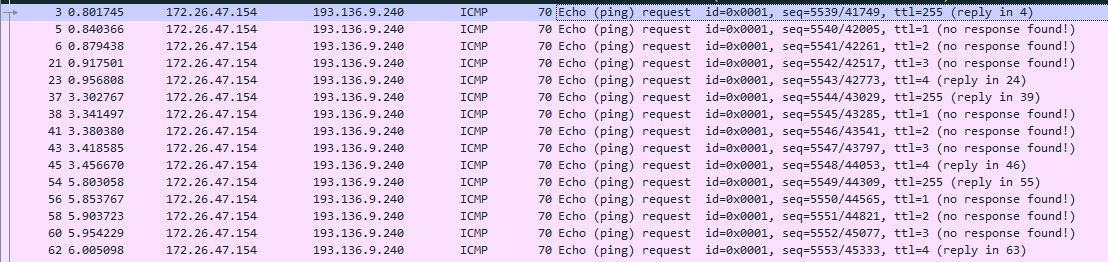 3 0.801745 172.26.47.154 193.136.9.240 ICMP 70 Echo (ping) request id=0x0001, seq=5539/41749, ttl=255 (reply in 4)
5 0.840366 172.26.47.154 193.136.9.240 ICMP 70 Echo (ping) request id=0x0001, seq=5540/42005, ttl=1 (no response found!)
6 0.879438 172.26.47.154 193.136.9.240 ICMP 70 Echo (ping) request id=0x0001, seq=5541/42261, ttl=2 (no response found!)
21 0.917501 172.26.47.154 193.136.9.240 ICMP 70 Echo (ping) request id=0x0001, seq=5542/42517, ttl=3 (no response found!)
23 0.956808 172.26.47.154 193.136.9.240 ICMP 70 Echo (ping) request id=0x0001, seq=5543/42773, ttl=4 (reply in 24)
37 3.302767 172.26.47.154 193.136.9.240 ICMP 70 Echo (ping) request id=0x0001, seq=5544/43029, ttl=255 (reply in 39)
38 3.341497 172.26.47.154 193.136.9.240 ICMP 70 Echo (ping) request id=0x0001, seq=5545/43285, ttl=1 (no response found!)
41 3.380380 172.26.47.154 193.136.9.240 ICMP 70 Echo (ping) request id=0x0001, seq=5546/43541, ttl=2 (no response found!)
43 3.418585 172.26.47.154 193.136.9.240 ICMP 70 Echo (ping) request id=0x0001, seq=5547/43797, ttl=3 (no response found!)
45 3.456670 172.26.47.154 193.136.9.240 ICMP 70 Echo (ping) request id=0x0001, seq=5548/44053, ttl=4 (reply in 46)
54 5.803058 172.26.47.154 193.136.9.240 ICMP 70 Echo (ping) request id=0x0001, seq=5549/44309, ttl=255 (reply in 55)
56 5.853767 172.26.47.154 193.136.9.240 ICMP 70 Echo (ping) request id=0x0001, seq=5550/44565, ttl=1 (no response found!)
58 5.903723 172.26.47.154 193.136.9.240 ICMP 70 Echo (ping) request id=0x0001, seq=5551/44821, ttl=2 (no response found!)
60 5.954229 172.26.47.154 193.136.9.240 ICMP 70 Echo (ping) request id=0x0001, seq=5552/45077, ttl=3 (no response found!)
62 6.005098 172.26.47.154 193.136.9.240 ICMP 70 Echo (ping) request id=0x0001, seq=5553/45333, ttl=4 (reply in 63)